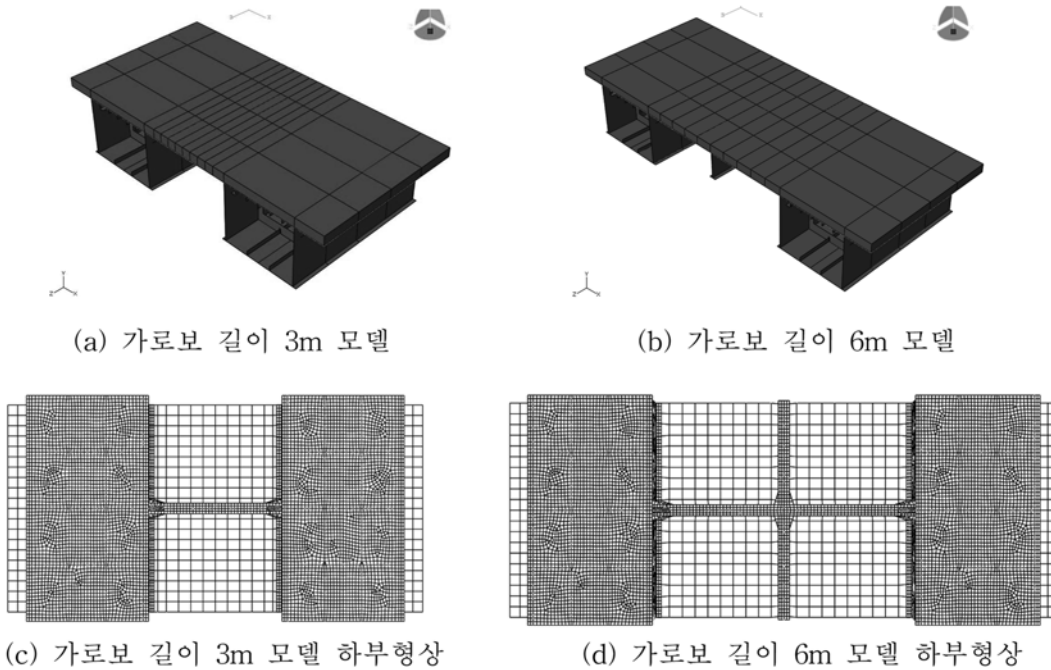 (a) 가로보 길이 3m 모델
(b) 가로보 길이 6m 모델
(c) 가로보 길이 3m 모델 하부형상
(d) 가로보 길이 6m 모델 하부형상